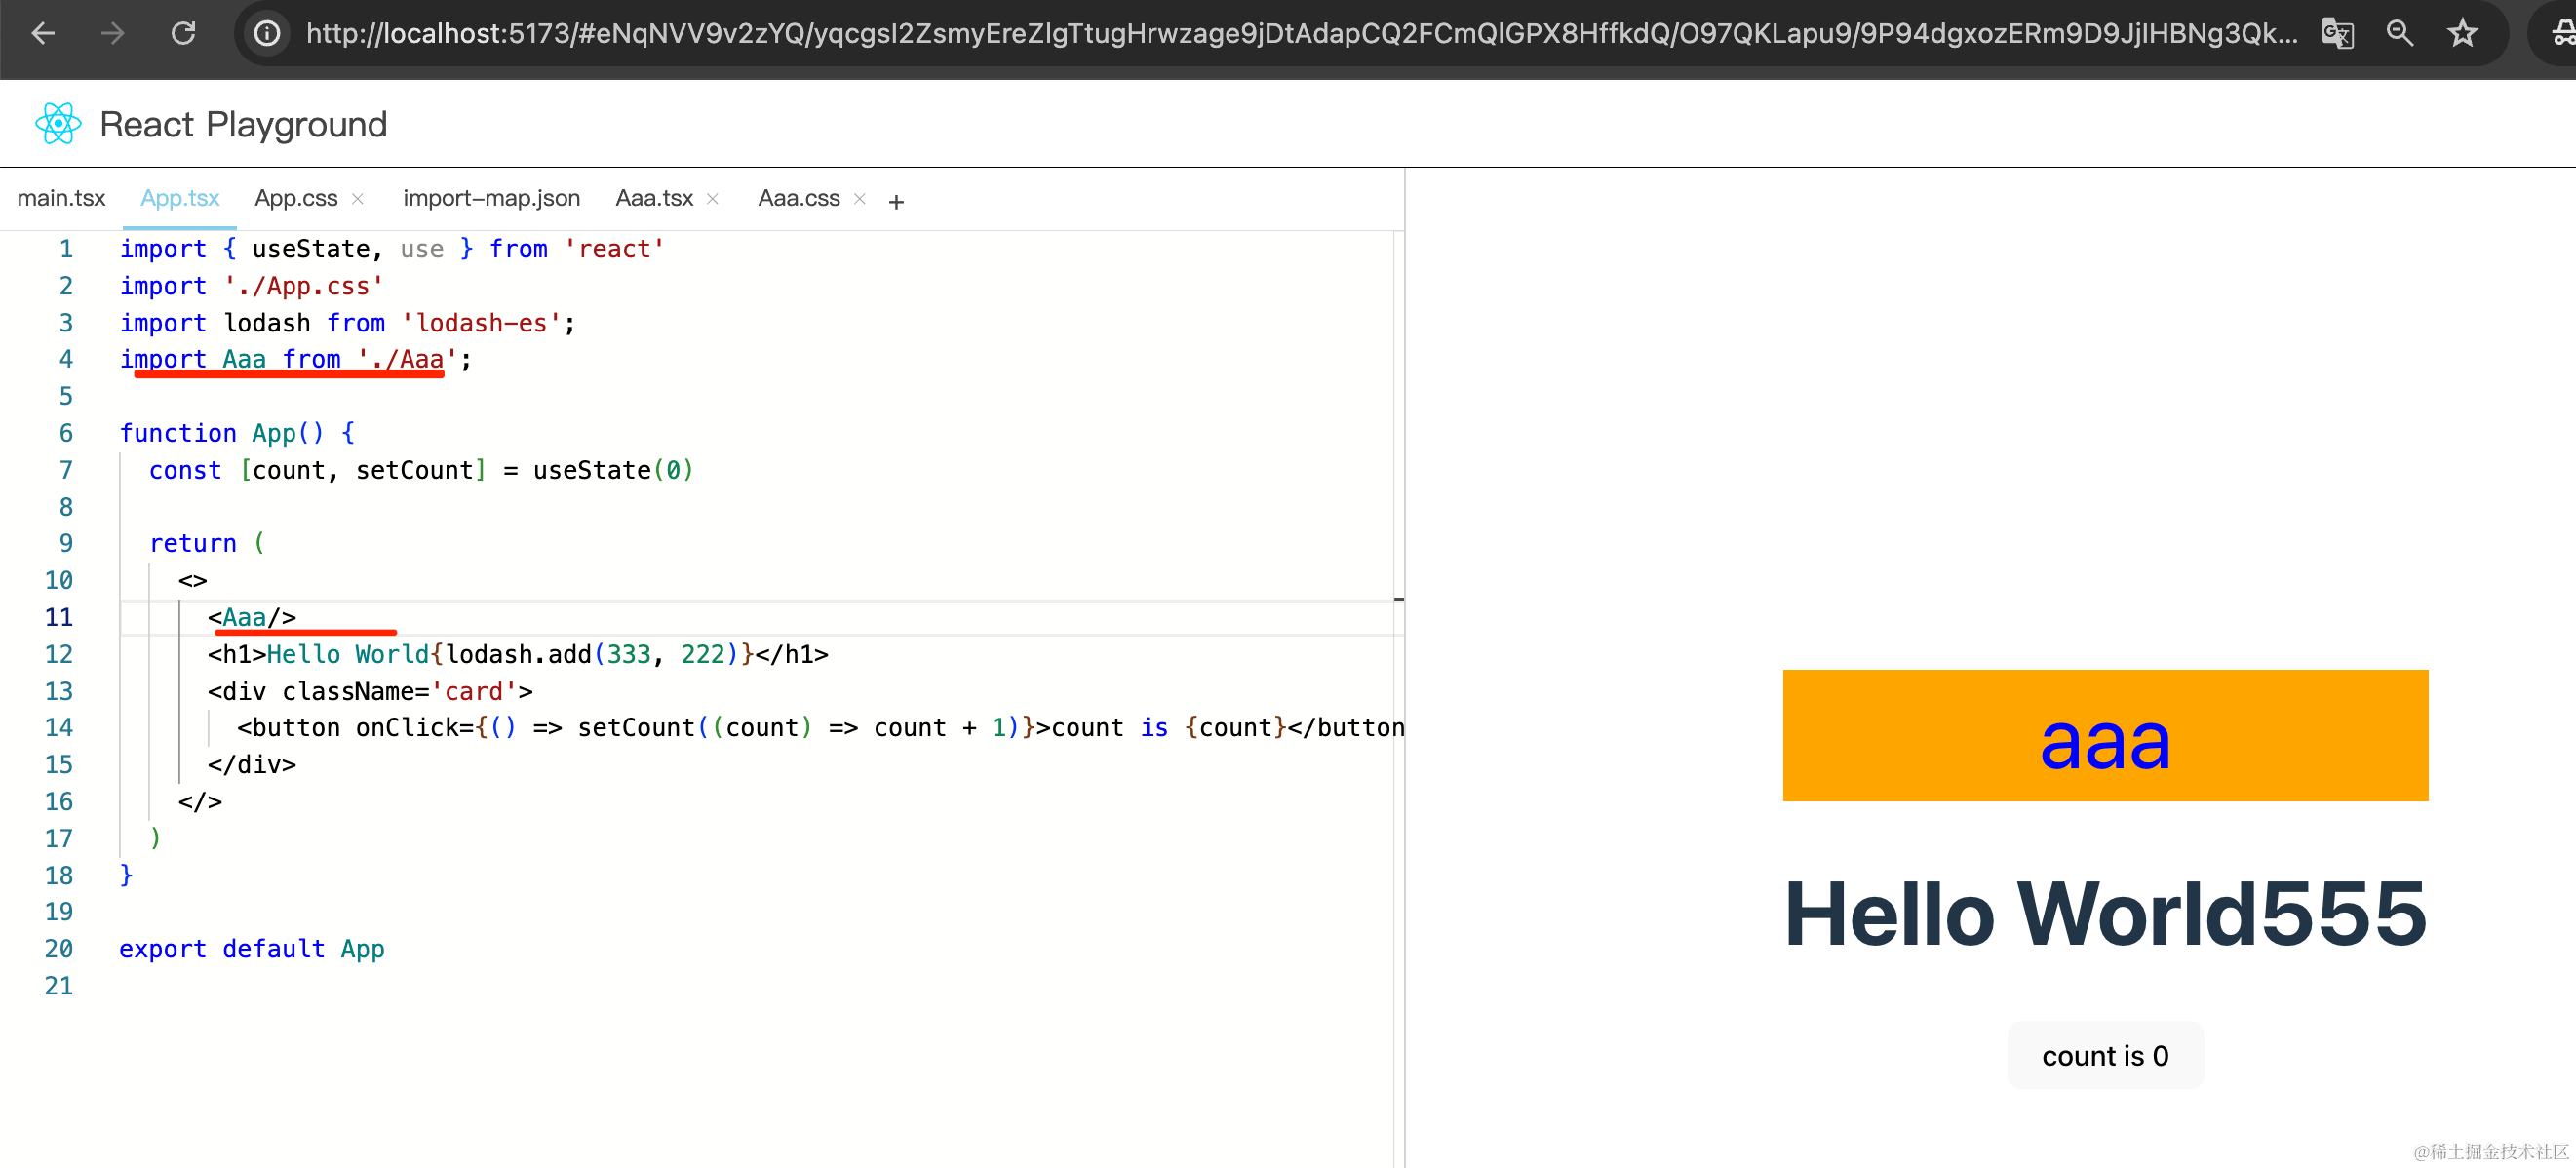 http://localhost:5173/#eNqNVV9v2zYQ/yqcgsI2ZsmyEreZlgTtugHrwzage9jDtAdapCQ2FCmQlGPX8HffkdQ/O97QKLapu9/9P94dgxozERm9D9JjIHBNg3Qk...
React Playground
main.tsx App.tsx App.css × import-map.json Aaa.tsx × Aaa.css × +
1 import { useState, use } from 'react'
2 import './App.css'
3 import lodash from 'lodash-es';
4 import Aaa from './Aaa';
5
6 function App() {
7 const [count, setCount] = useState(0)
8
9 return (
10 <>
11 <Aaa/>
12 <h1>Hello World{lodash.add(333, 222)}</h1>
13 <div className='card'>
14 <button onClick={() => setCount((count) => count + 1)}>count is {count}</button
15 </div>
16 </>
17 )
18 }
19
20 export default App
21
aaa
Hello World555
count is 0
@稀土掘金技术社区